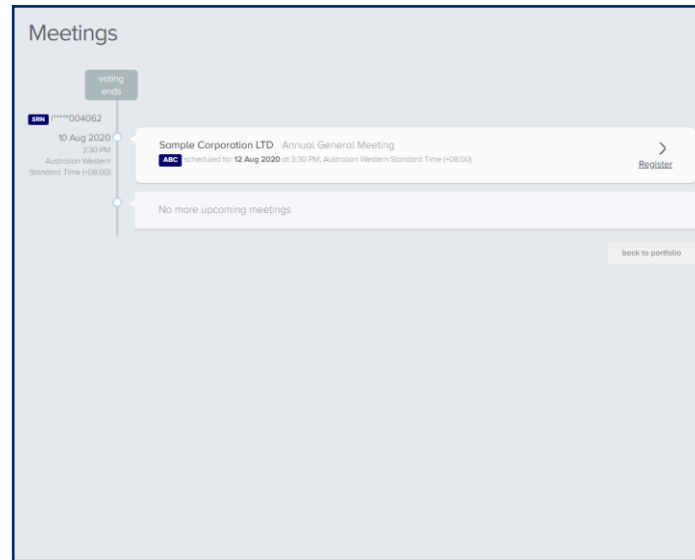 Meetings
voting
ends
SRN I*****004062
10 Aug 2020
3:30 PM
Australian Western
Standard Time (+08:00)
Sample Corporation LTD Annual General Meeting
ABC scheduled for 12 Aug 2020 at 3:30 PM, Australian Western Standard Time (+08:00)
Register
No more upcoming meetings
back to portfolio